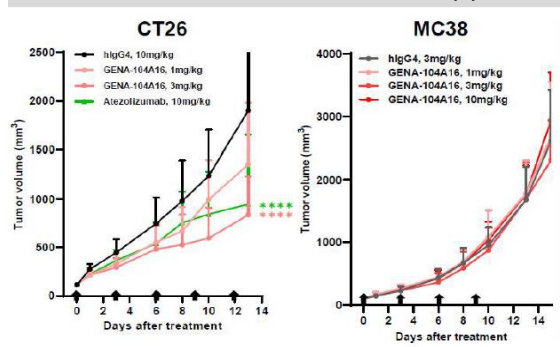 CT26
2500
2000
1500
1000
500
0
Tumor volume (mm³)
hIgG4, 10mg/kg
GENA-104A16, 1mg/kg
GENA-104A16, 3mg/kg
Atezolizumab, 10mg/kg
****
****
0 2 4 6 8 10 12 14
Days after treatment
MC38
4000
3000
2000
1000
0
Tumor volume (mm³)
hIgG4, 3mg/kg
GENA-104A16, 1mg/kg
GENA-104A16, 3mg/kg
GENA-104A16, 10mg/kg
0 2 4 6 8 10 12 14
Days after treatment